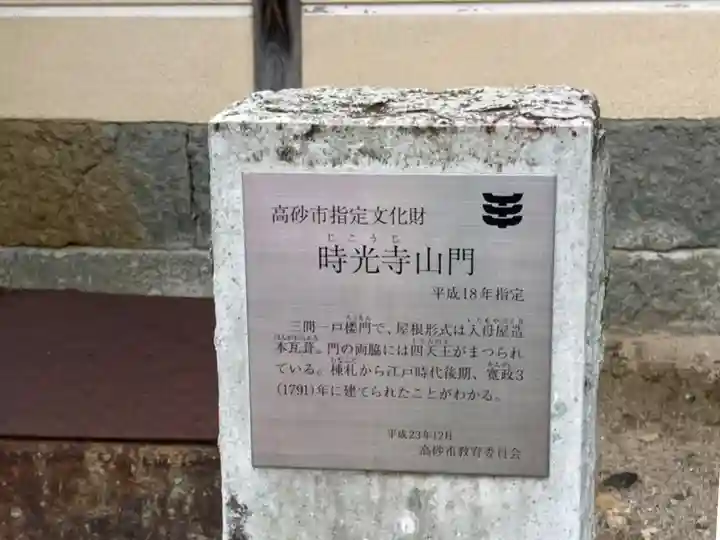 高砂市指定文化財
じこうじ
時光寺山門
平成18年指定
三間一戸楼門で、屋根形式は入母屋造
本瓦葺。門の両脇には四天王がまつられ
ている。棟札から江戸時代後期、寛政3
(1791)年に建てられたことがわかる。
平成23年12月
高砂市教育委員会